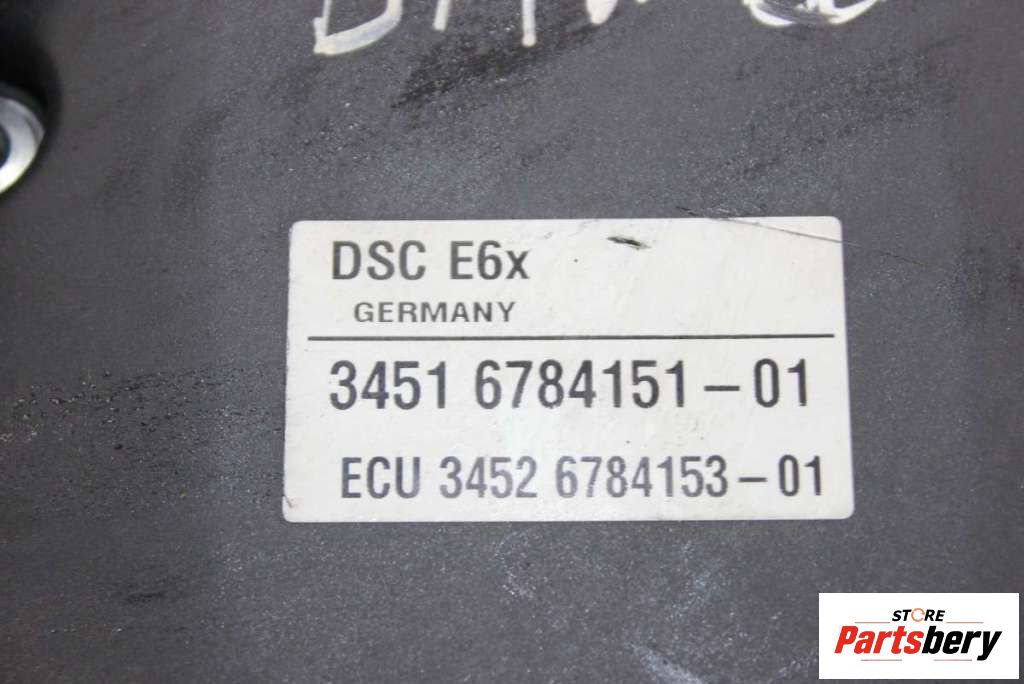 DSC E6x
GERMANY
3451 6784151-01
ECU 3452 6784153-01
STORE
Partsbery